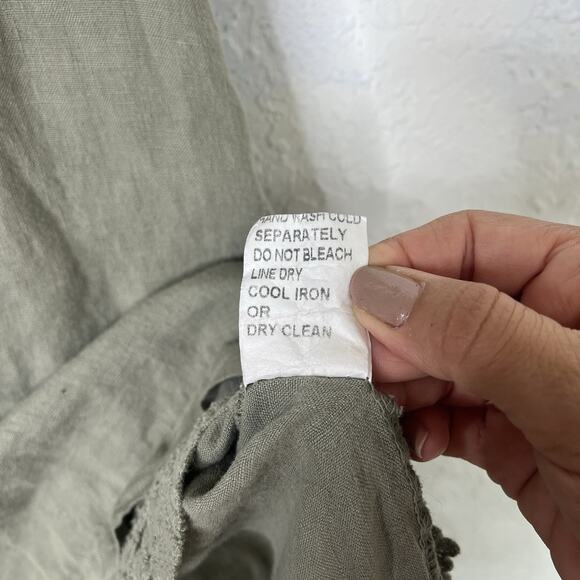 HAND WASH COLD
SEPARATELY
DO NOT BLEACH
LINE DRY
COOL IRON
OR
DRY CLEAN